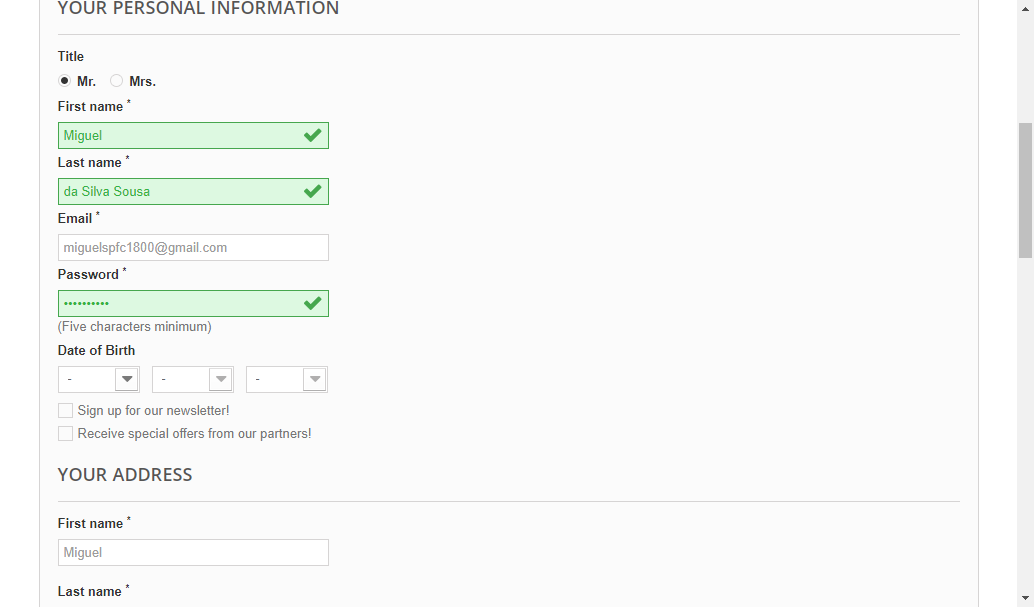 YOUR PERSONAL INFORMATION
Title
Mr. Mrs.
First name *
Miguel
Last name *
da Silva Sousa
Email *
miguelspfc1800@gmail.com
Password *
••••••••••
(Five characters minimum)
Date of Birth
- - -
Sign up for our newsletter!
Receive special offers from our partners!
YOUR ADDRESS
First name *
Miguel
Last name *